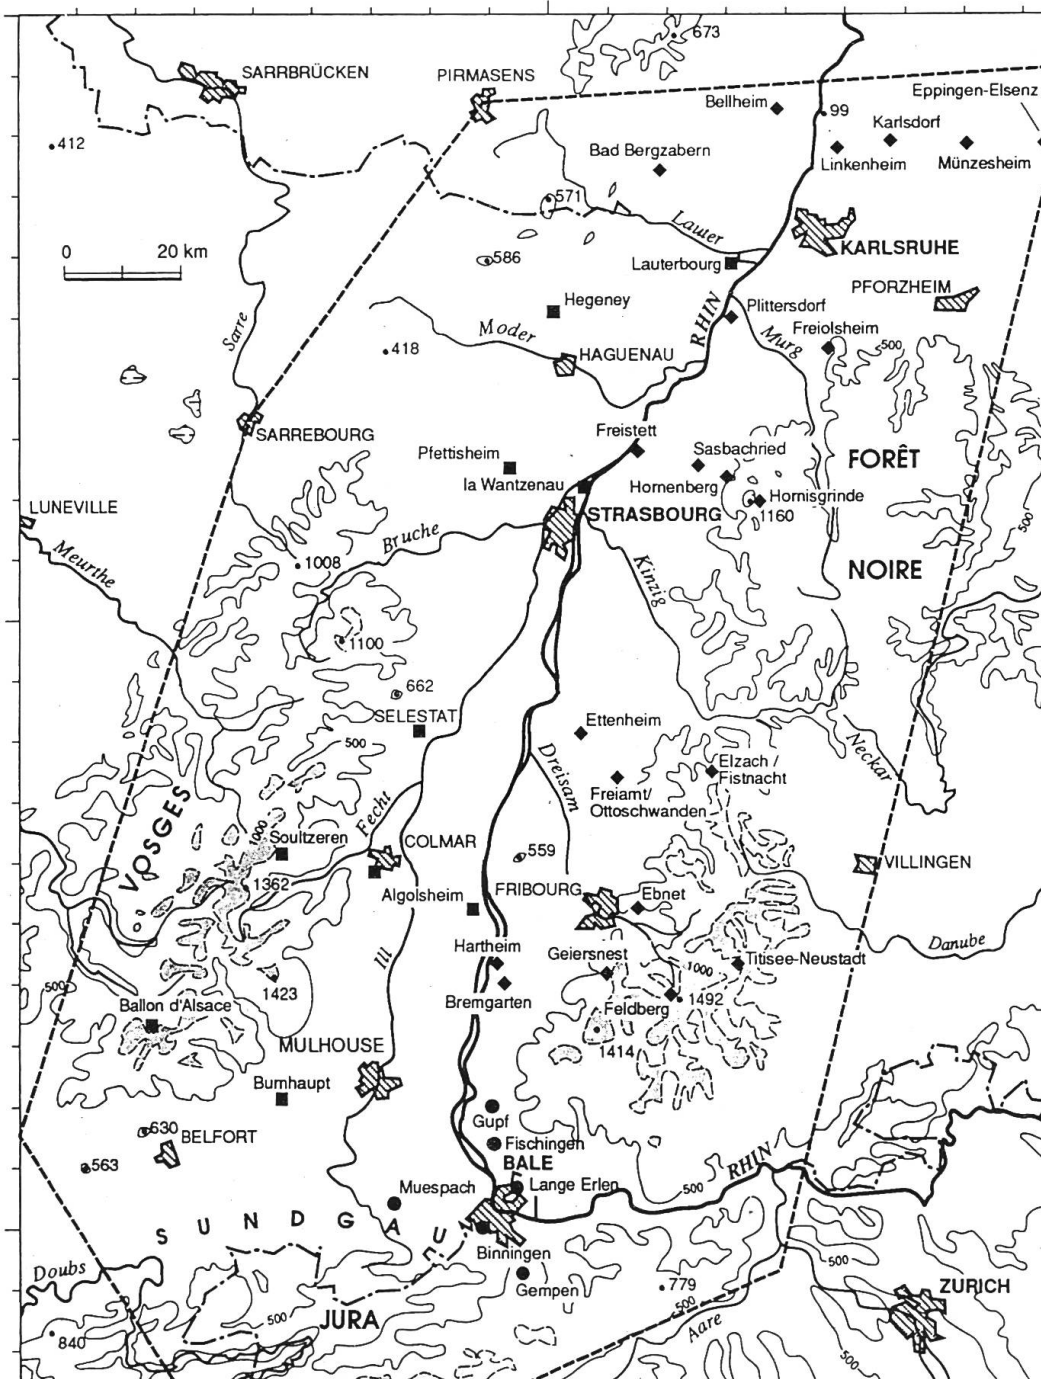 673
SARRBRÜCKEN
PIRMASENS
Eppingen-Elsenz
Bellheim
99
Karlsdorf
412
Bad Bergzabern
Linkenheim
Münzesheim
571
Lauter
0 20 km
586
Lauterbourg
KARLSRUHE
PFORZHEIM
Hegeney
RHIN
Plittersdorf
Sarre
Moder
Murg
Freiolsheim
418
HAGUENAU
500
SARREBOURG
Freistett
Pfettisheim
Sasbachried
FORÊT
la Wantzenau
Hornenberg
Hornisgrinde
LUNEVILLE
STRASBOURG
1160
500
Bruche
Meurthe
1008
Kinzig
NOIRE
1100
662
SELESTAT
Ettenheim
500
Dreisam
Neckar
Elzach /
Fistnacht
Freiamt/
Ottoschwanden
VOSGES
1000
Fecht
Soultzeren
COLMAR
559
VILLINGEN
1362
Algolsheim
FRIBOURG
Ebnet
Hartheim
Danube
Ill
Geiersnest
1000
Titisee-Neustadt
500
1423
Bremgarten
1492
Ballon d'Alsace
Feldberg
MULHOUSE
1414
Burnhaupt
Gupf
630
BELFORT
Fischingen
563
BALE
RHIN
Muespach
Lange Erlen
500
SUNDGAU
Binningen
Doubs
Gempen
779
ZURICH
500
JURA
500
Aare
840
500
500